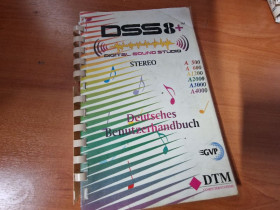 DSS8+
DIGITAL SOUND STUDIO
STEREO
A 500
A 600
A1200
A2000
A3000
A4000
Deutsches
Benutzerhandbuch
GVP
DTM